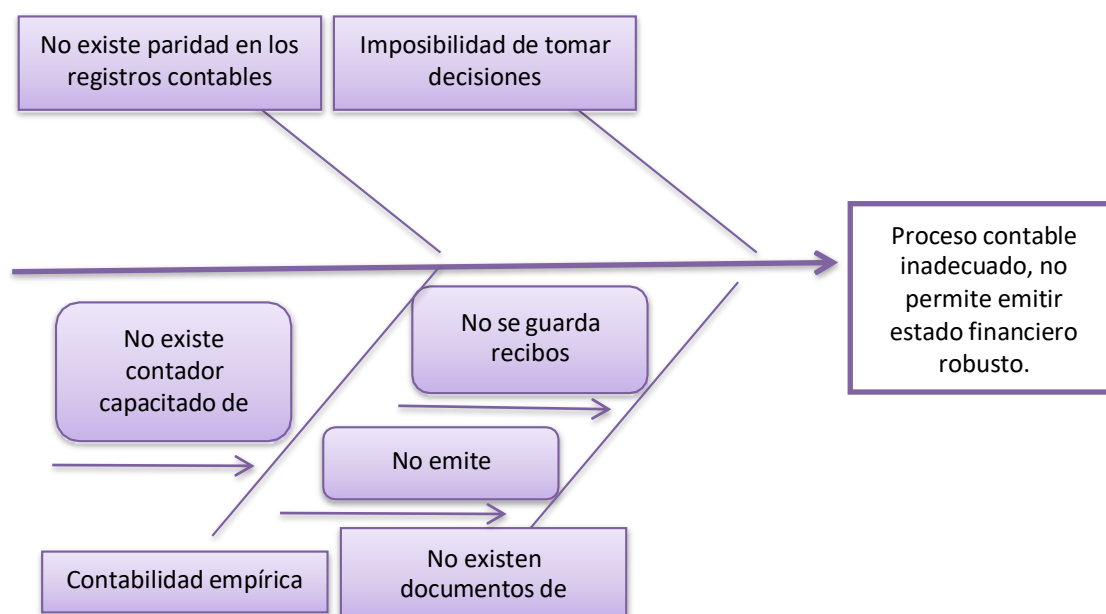 No existe paridad en los
registros contables
Imposibilidad de tomar
decisiones
Proceso contable
inadecuado, no
permite emitir
estado financiero
robusto.
No existe
contador
capacitado de
No se guarda
recibos
No emite
Contabilidad empírica
No existen
documentos de